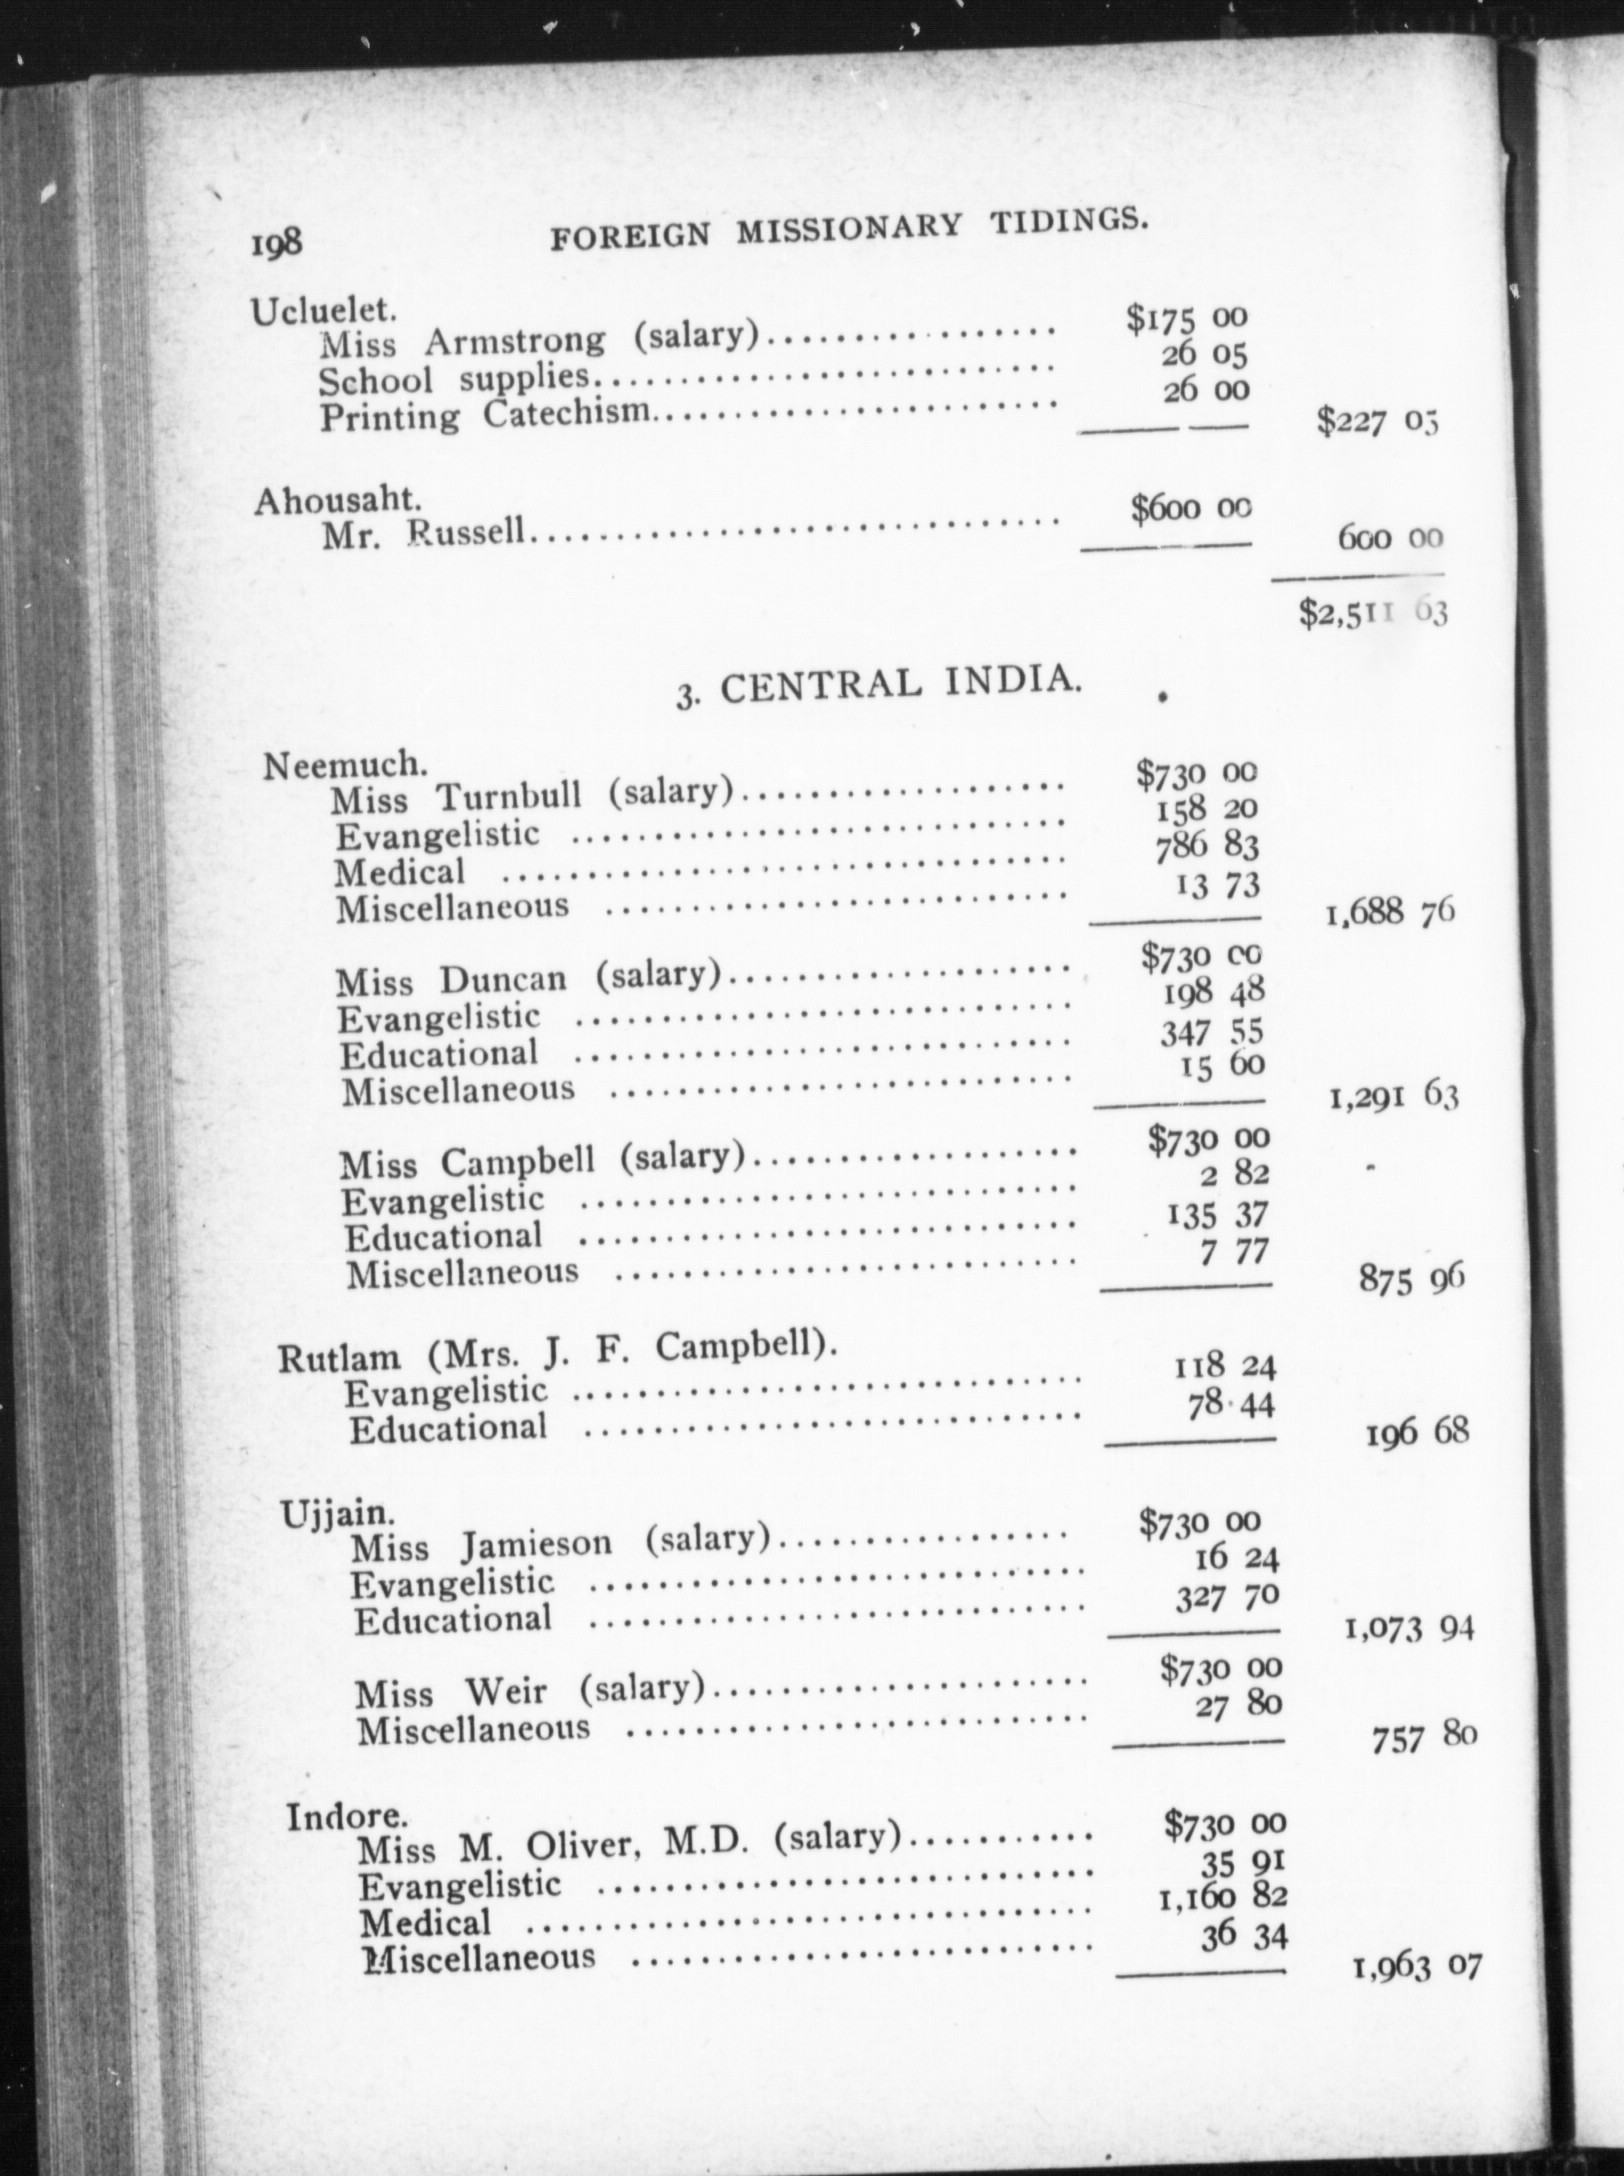 198 FOREIGN MISSIONARY TIDINGS.
Ucluelet.
Miss Armstrong (salary)................. $175 00
School supplies........................... 26 05
Printing Catechism........................ 26 00
$227 05
Ahousaht.
Mr. Russell............................... $600 00
600 00
$2,511 63
3. CENTRAL INDIA.
Neemuch.
Miss Turnbull (salary)................... $730 00
Evangelistic ............................. 158 20
Medical ................................. 786 83
Miscellaneous ........................... 13 73
1,688 76
Miss Duncan (salary).................... $730 00
Evangelistic ............................. 198 48
Educational ............................. 347 55
Miscellaneous ........................... 15 60
1,291 63
Miss Campbell (salary)................... $730 00
Evangelistic ............................. 2 82
Educational ............................. 135 37
Miscellaneous ........................... 7 77
875 96
Rutlam (Mrs. J. F. Campbell).
Evangelistic .............................. 118 24
Educational ............................. 78 44
196 68
Ujjain.
Miss Jamieson (salary)................. $730 00
Evangelistic ............................. 16 24
Educational ............................. 327 70
1,073 94
Miss Weir (salary)...................... $730 00
Miscellaneous ........................... 27 80
757 80
Indore.
Miss M. Oliver, M.D. (salary)........... $730 00
Evangelistic ............................. 35 91
Medical ................................. 1,160 82
Miscellaneous ........................... 36 34
1,963 07